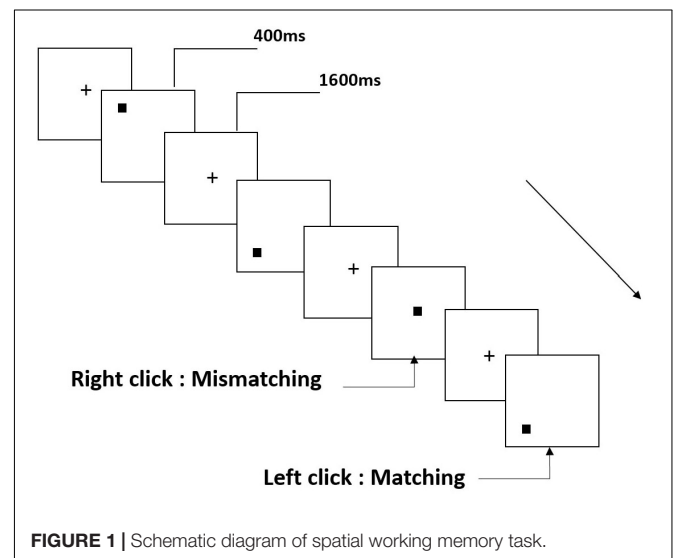 400ms
1600ms
Right click : Mismatching
Left click : Matching
FIGURE 1 | Schematic diagram of spatial working memory task.